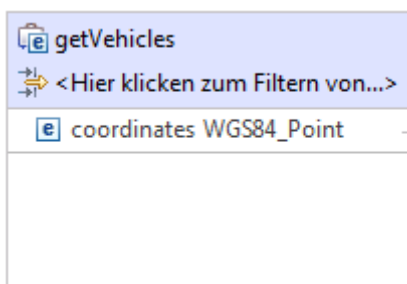 getVehicles
<Hier klicken zum Filtern von...>
e coordinates WGS84_Point